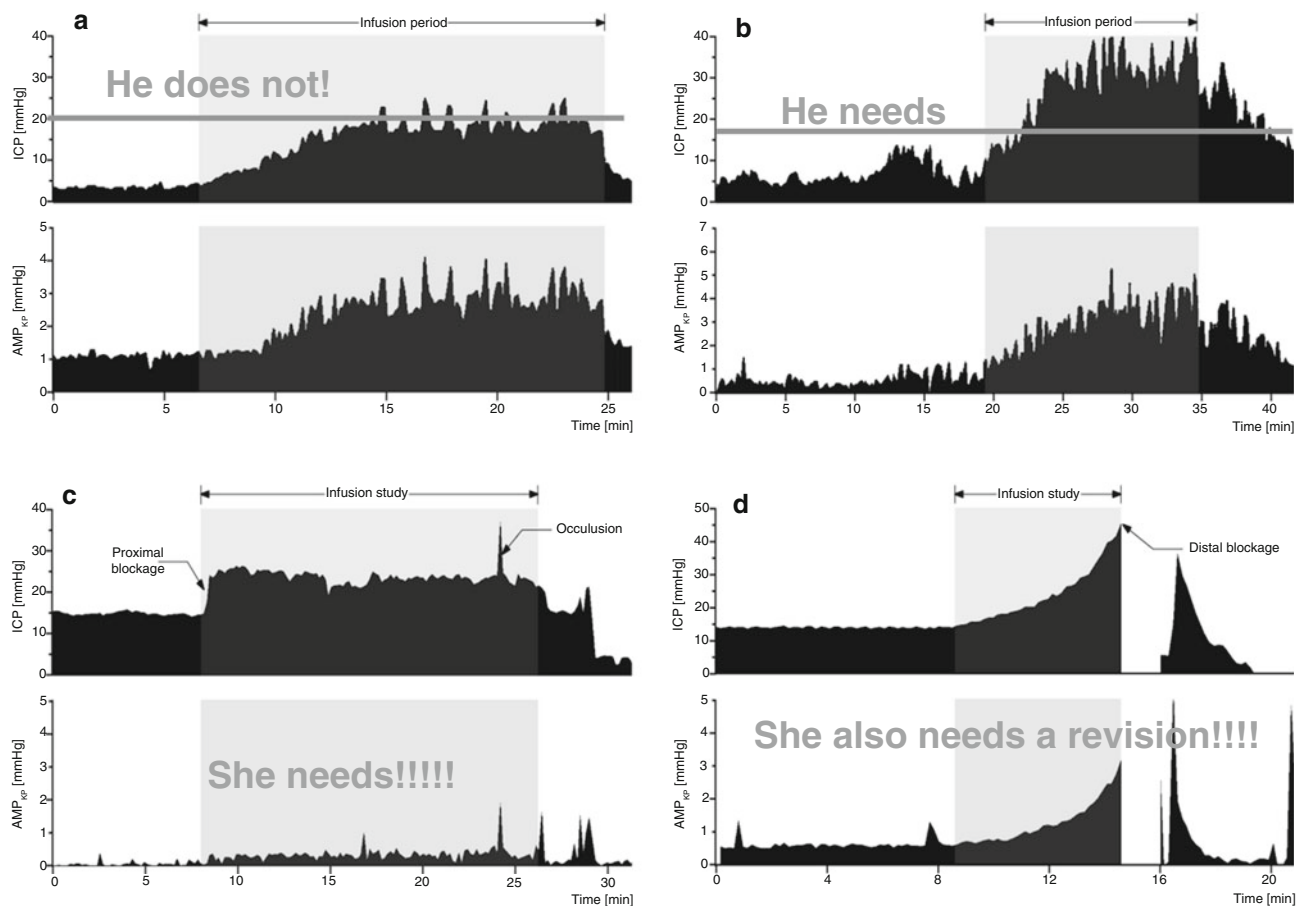 a
Infusion period
ICP [mmHg]
40
30
20
10
0
He does not!
AMP_KP [mmHg]
5
4
3
2
1
0
0 5 10 15 20 25
Time [min]
b
Infusion period
ICP [mmHg]
40
30
20
10
0
He needs
AMP_KP [mmHg]
7
6
5
4
3
2
1
0
0 5 10 15 20 25 30 35 40
Time [min]
c
Infusion study
ICP [mmHg]
40
30
20
10
0
Proximal
blockage
Occulusion
AMP_KP [mmHg]
5
4
3
2
1
0
She needs!!!!!
0 5 10 15 20 25 30
Time [min]
d
Infusion study
ICP [mmHg]
50
40
30
20
10
0
Distal blockage
AMP_KP [mmHg]
5
4
3
2
1
0
She also needs a revision!!!!
0 4 8 12 16 20
Time [min]